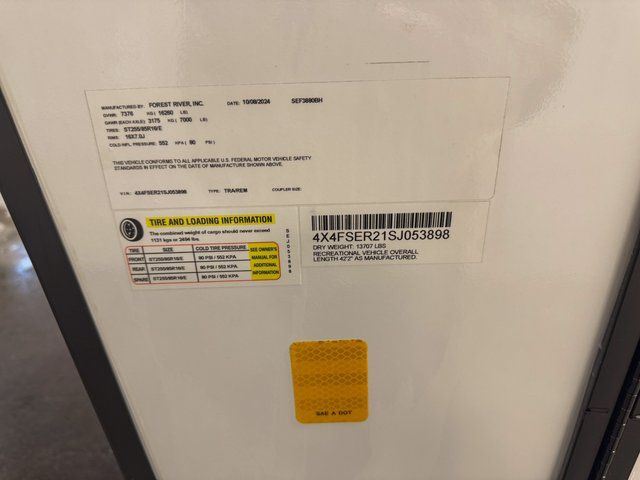 MANUFACTURED BY: FOREST RIVER, INC. DATE: 10/08/2024 SEF3880BH
GVWR: 7376 KG ( 16260 LB)
GAWR (EACH AXLE): 3175 KG ( 7000 LB)
TIRES: ST255/85R16/E
RIMS: 16X7.0J
COLD INFL. PRESSURE: 552 KPA ( 80 PSI)
THIS VEHICLE CONFORMS TO ALL APPLICABLE U.S. FEDERAL MOTOR VEHICLE SAFETY
STANDARDS IN EFFECT ON THE DATE OF MANUFACTURE SHOWN ABOVE.
V.I.N.: 4X4FSER21SJ053898 TYPE: TRA/REM COUPLER SIZE:
TIRE AND LOADING INFORMATION
The combined weight of cargo should never exceed
1131 kgs or 2494 lbs.
TIRE SIZE COLD TIRE PRESSURE
FRONT ST255/85R16/E 80 PSI / 552 KPA
REAR ST255/85R16/E 80 PSI / 552 KPA
SPARE ST255/85R16/E 80 PSI / 552 KPA
SEE OWNER'S
MANUAL FOR
ADDITIONAL
INFORMATION
4X4FSER21SJ053898
DRY WEIGHT: 13707 LBS
RECREATIONAL VEHICLE OVERALL
LENGTH 42'2" AS MANUFACTURED.
SAE A DOT